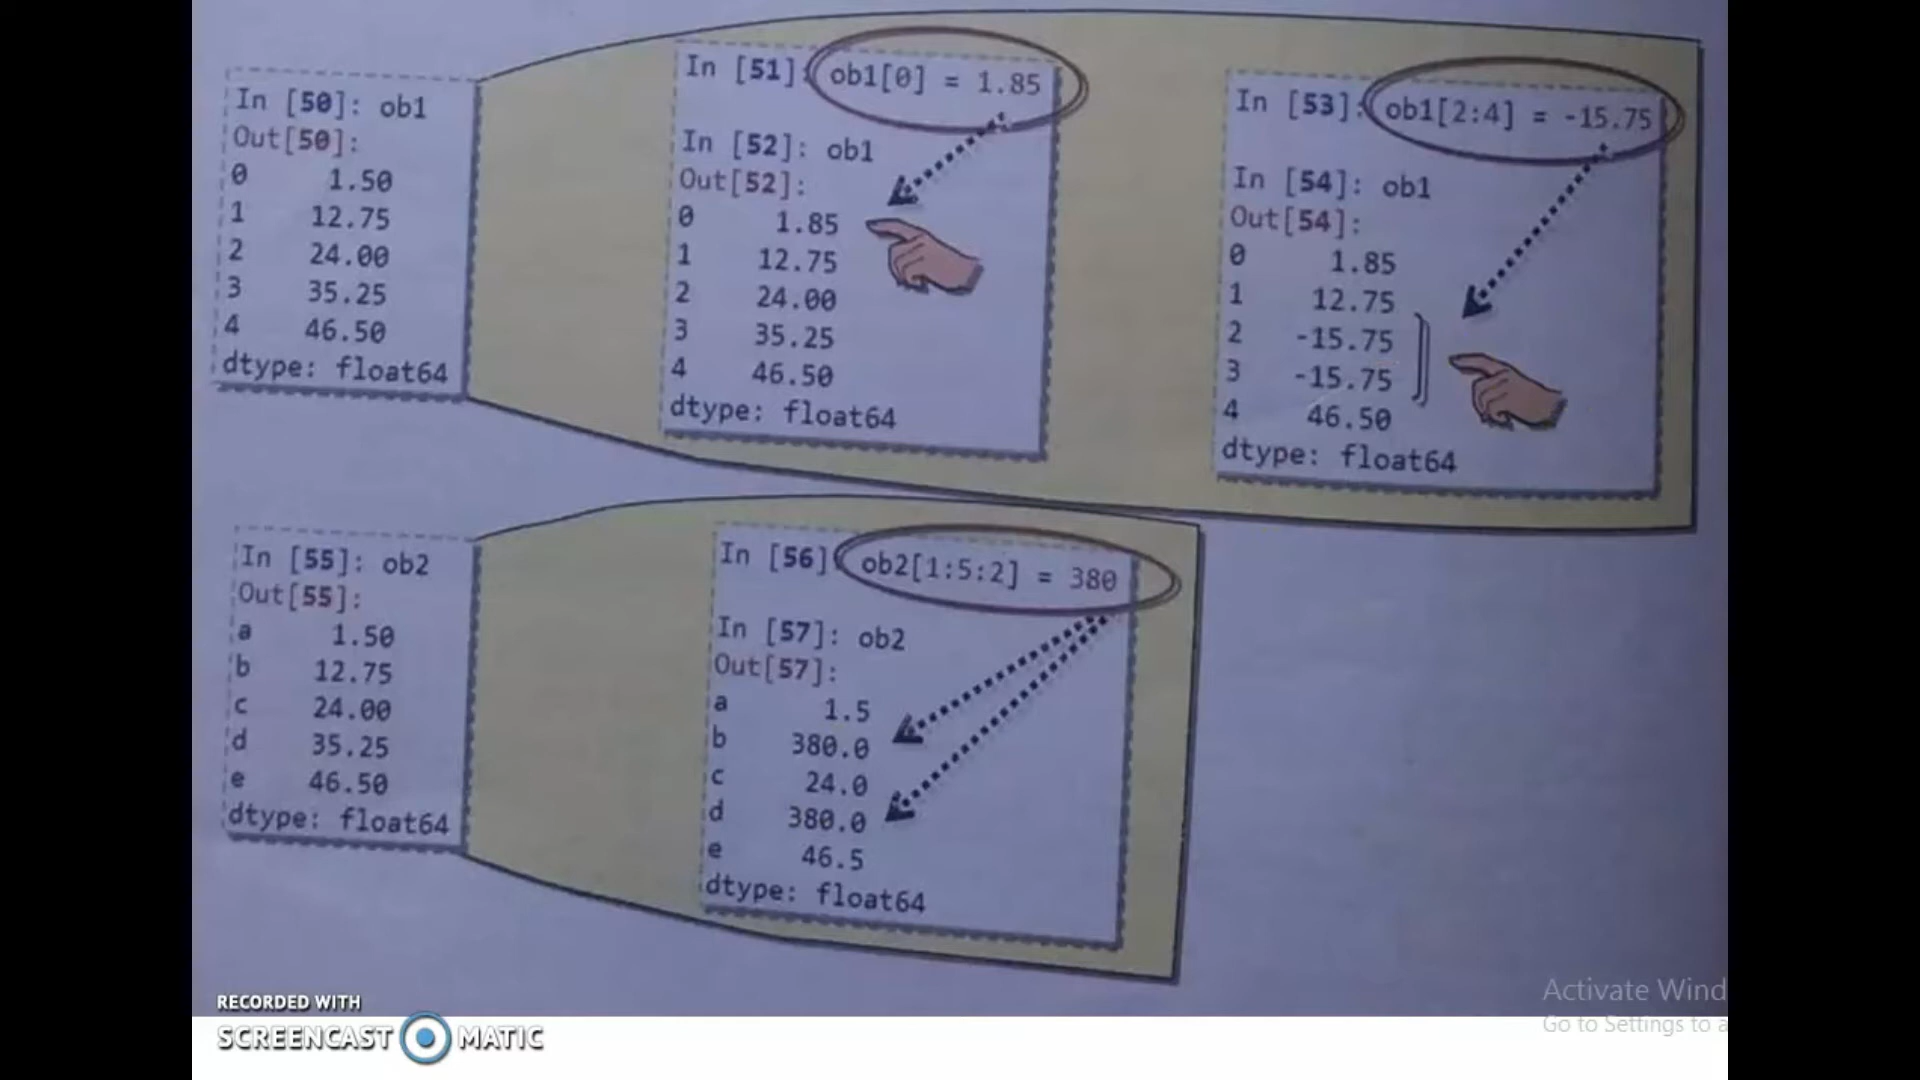 In [50]: ob1
Out[50]:
0 1.50
1 12.75
2 24.00
3 35.25
4 46.50
dtype: float64
In [51]: ob1[0] = 1.85
In [52]: ob1
Out[52]:
0 1.85
1 12.75
2 24.00
3 35.25
4 46.50
dtype: float64
In [53]: ob1[2:4] = -15.75
In [54]: ob1
Out[54]:
0 1.85
1 12.75
2 -15.75
3 -15.75
4 46.50
dtype: float64
In [55]: ob2
Out[55]:
a 1.50
b 12.75
c 24.00
d 35.25
e 46.50
dtype: float64
In [56] ob2[1:5:2] = 380
In [57]: ob2
Out[57]:
a 1.5
b 380.0
c 24.0
d 380.0
e 46.5
dtype: float64
RECORDED WITH
SCREENCAST MATIC
Activate Wind
Go to Settings to a